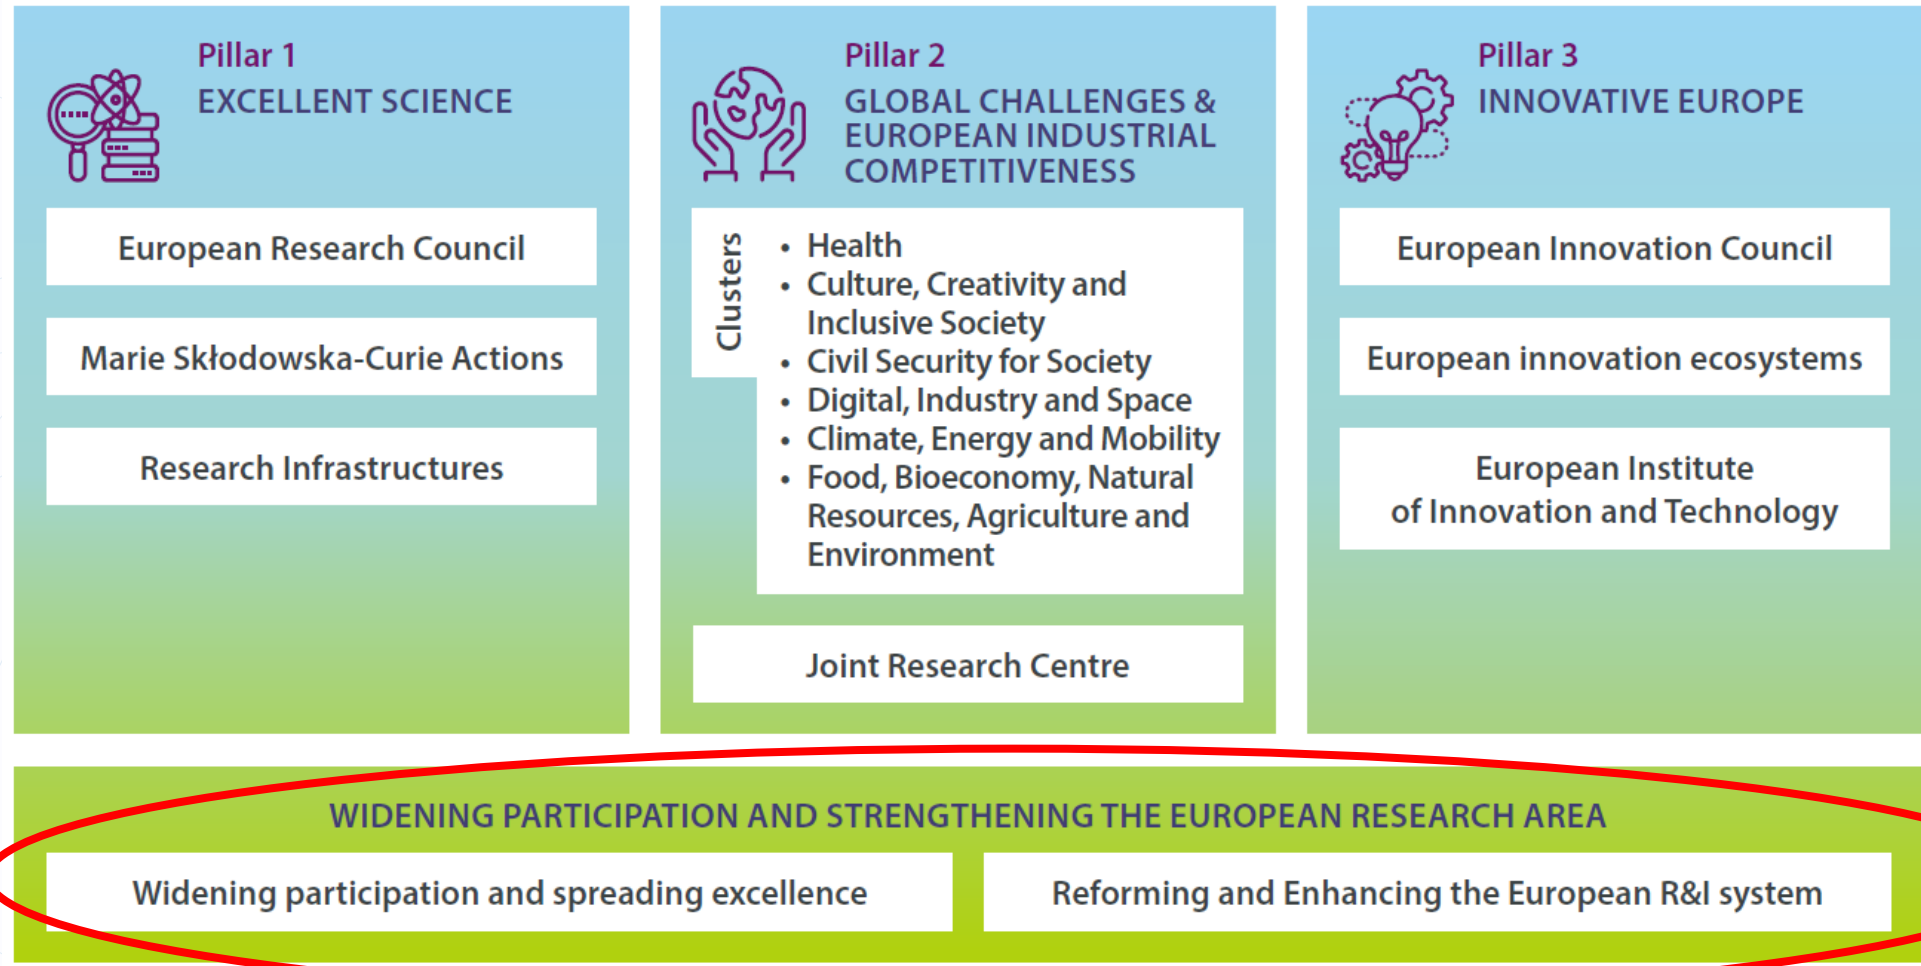 Pillar 1
EXCELLENT SCIENCE
European Research Council
Marie Skłodowska-Curie Actions
Research Infrastructures
Pillar 2
GLOBAL CHALLENGES &
EUROPEAN INDUSTRIAL
COMPETITIVENESS
Clusters
• Health
• Culture, Creativity and
Inclusive Society
• Civil Security for Society
• Digital, Industry and Space
• Climate, Energy and Mobility
• Food, Bioeconomy, Natural
Resources, Agriculture and
Environment
Joint Research Centre
Pillar 3
INNOVATIVE EUROPE
European Innovation Council
European innovation ecosystems
European Institute
of Innovation and Technology
WIDENING PARTICIPATION AND STRENGTHENING THE EUROPEAN RESEARCH AREA
Widening participation and spreading excellence
Reforming and Enhancing the European R&I system